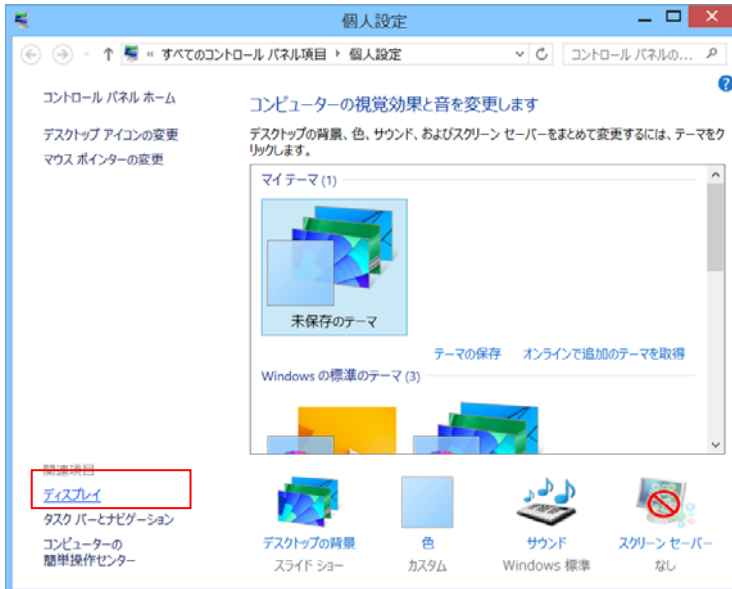 個人設定
« すべてのコントロール パネル項目 ▸ 個人設定
コントロール パネルの...
コントロール パネル ホーム
デスクトップ アイコンの変更
マウス ポインターの変更
コンピューターの視覚効果と音を変更します
デスクトップの背景、色、サウンド、およびスクリーン セーバーをまとめて変更するには、テーマをク
リックします。
マイ テーマ (1)
未保存のテーマ
テーマの保存 オンラインで追加のテーマを取得
Windows の標準のテーマ (3)
関連項目
ディスプレイ
タスク バーとナビゲーション
コンピューターの
簡単操作センター
デスクトップの背景
スライド ショー
色
カスタム
サウンド
Windows 標準
スクリーン セーバー
なし